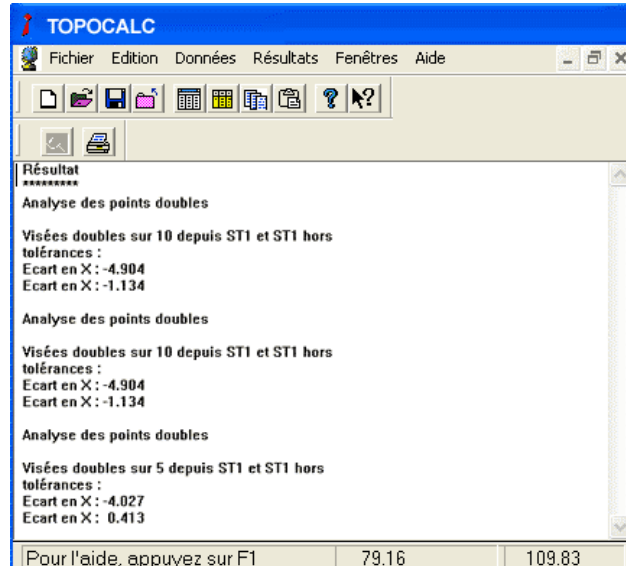 TOPOCALC
Fichier Edition Données Résultats Fenêtres Aide
Résultat
*********
Analyse des points doubles
Visées doubles sur 10 depuis ST1 et ST1 hors
tolérances :
Ecart en X : -4.904
Ecart en X : -1.134
Analyse des points doubles
Visées doubles sur 10 depuis ST1 et ST1 hors
tolérances :
Ecart en X : -4.904
Ecart en X : -1.134
Analyse des points doubles
Visées doubles sur 5 depuis ST1 et ST1 hors
tolérances :
Ecart en X : -4.027
Ecart en X : 0.413
Pour l'aide, appuyez sur F1 79.16 109.83